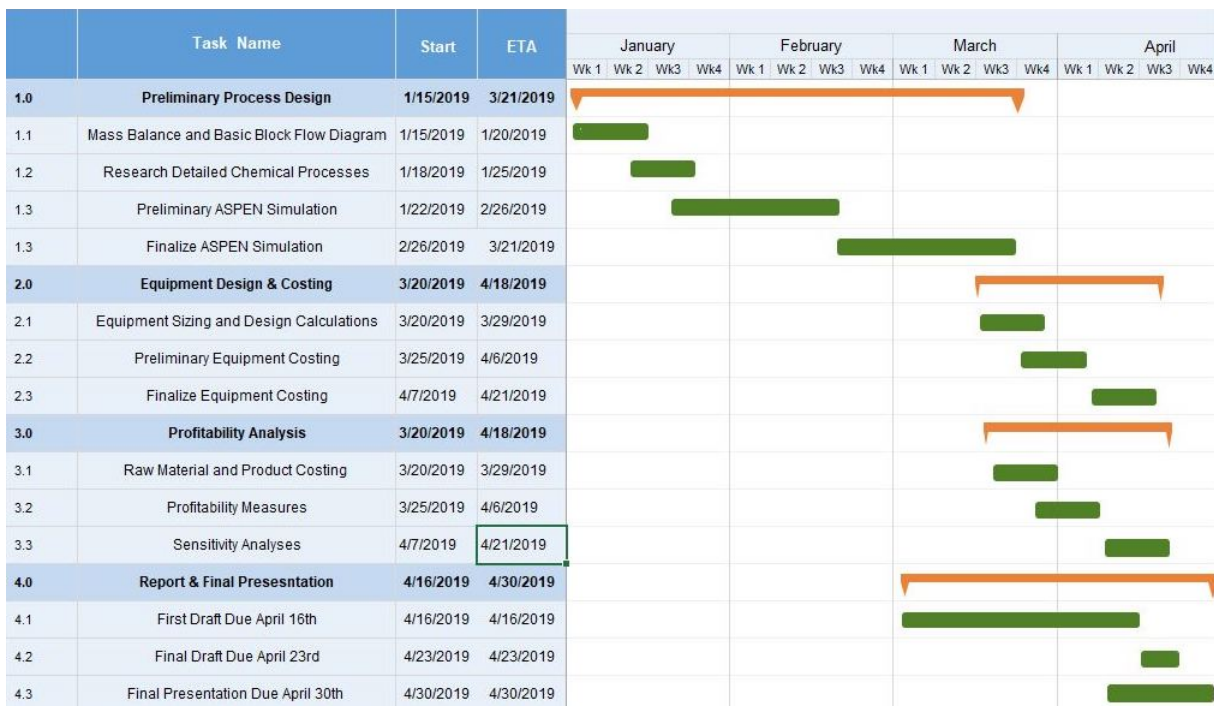 Task Name Start ETA January February March April
Wk 1 Wk 2 Wk3 Wk4 Wk 1 Wk 2 Wk3 Wk4 Wk 1 Wk 2 Wk3 Wk4 Wk 1 Wk 2 Wk3 Wk4
1.0 Preliminary Process Design 1/15/2019 3/21/2019
1.1 Mass Balance and Basic Block Flow Diagram 1/15/2019 1/20/2019
1.2 Research Detailed Chemical Processes 1/18/2019 1/25/2019
1.3 Preliminary ASPEN Simulation 1/22/2019 2/26/2019
1.3 Finalize ASPEN Simulation 2/26/2019 3/21/2019
2.0 Equipment Design & Costing 3/20/2019 4/18/2019
2.1 Equipment Sizing and Design Calculations 3/20/2019 3/29/2019
2.2 Preliminary Equipment Costing 3/25/2019 4/6/2019
2.3 Finalize Equipment Costing 4/7/2019 4/21/2019
3.0 Profitability Analysis 3/20/2019 4/18/2019
3.1 Raw Material and Product Costing 3/20/2019 3/29/2019
3.2 Profitability Measures 3/25/2019 4/6/2019
3.3 Sensitivity Analyses 4/7/2019 4/21/2019
4.0 Report & Final Presesntation 4/16/2019 4/30/2019
4.1 First Draft Due April 16th 4/16/2019 4/16/2019
4.2 Final Draft Due April 23rd 4/23/2019 4/23/2019
4.3 Final Presentation Due April 30th 4/30/2019 4/30/2019